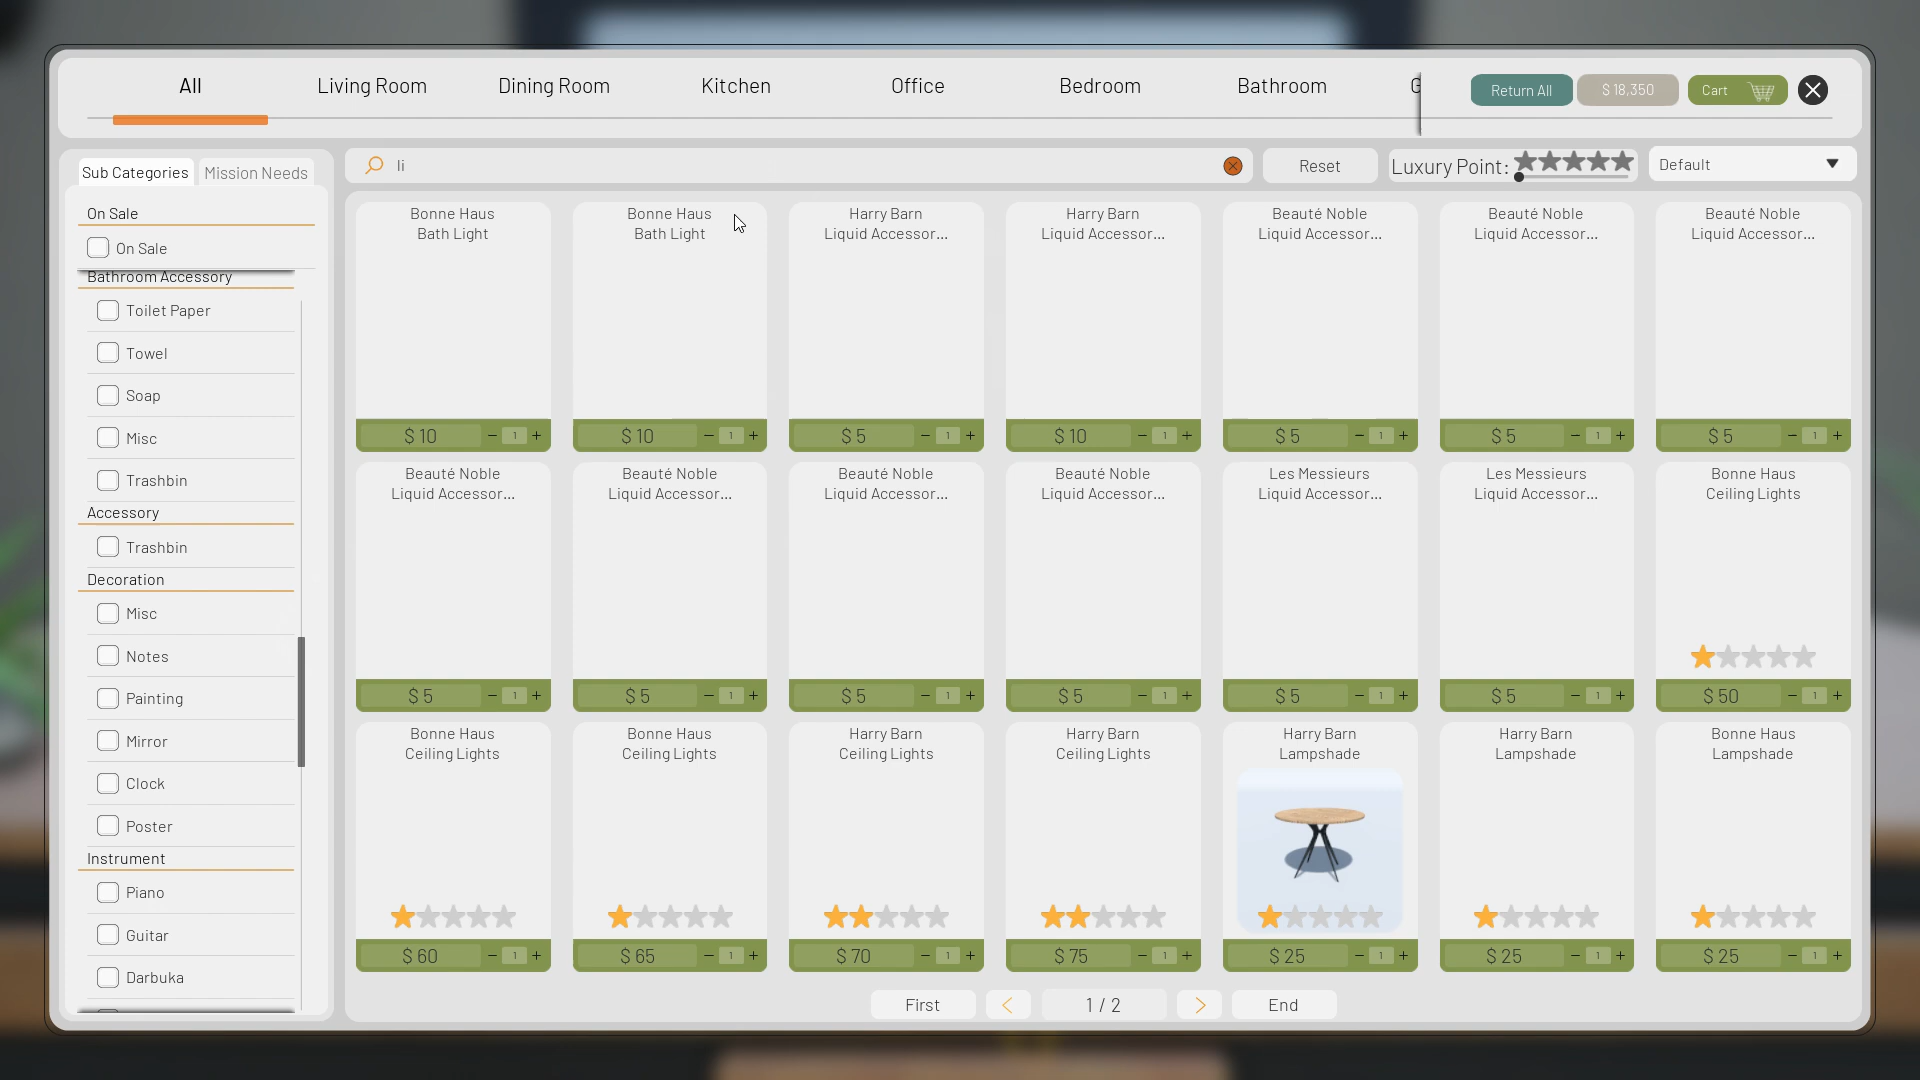 All
Living Room
Dining Room
Kitchen
Office
Bedroom
Bathroom
Return All
$ 18,350
Cart
Sub Categories
Mission Needs
li
Reset
Luxury Point:
Default
On Sale
On Sale
Bathroom Accessory
Toilet Paper
Towel
Soap
Misc
Trashbin
Accessory
Trashbin
Decoration
Misc
Notes
Painting
Mirror
Clock
Poster
Instrument
Piano
Guitar
Darbuka
Bonne Haus
Bath Light
$ 10
− 1 +
Bonne Haus
Bath Light
$ 10
− 1 +
Harry Barn
Liquid Accessor...
$ 5
− 1 +
Harry Barn
Liquid Accessor...
$ 10
− 1 +
Beauté Noble
Liquid Accessor...
$ 5
− 1 +
Beauté Noble
Liquid Accessor...
$ 5
− 1 +
Beauté Noble
Liquid Accessor...
$ 5
− 1 +
Beauté Noble
Liquid Accessor...
$ 5
− 1 +
Beauté Noble
Liquid Accessor...
$ 5
− 1 +
Beauté Noble
Liquid Accessor...
$ 5
− 1 +
Beauté Noble
Liquid Accessor...
$ 5
− 1 +
Les Messieurs
Liquid Accessor...
$ 5
− 1 +
Les Messieurs
Liquid Accessor...
$ 5
− 1 +
Bonne Haus
Ceiling Lights
$ 50
− 1 +
Bonne Haus
Ceiling Lights
$ 60
− 1 +
Bonne Haus
Ceiling Lights
$ 65
− 1 +
Harry Barn
Ceiling Lights
$ 70
− 1 +
Harry Barn
Ceiling Lights
$ 75
− 1 +
Harry Barn
Lampshade
$ 25
− 1 +
Harry Barn
Lampshade
$ 25
− 1 +
Bonne Haus
Lampshade
$ 25
− 1 +
First
1 / 2
End